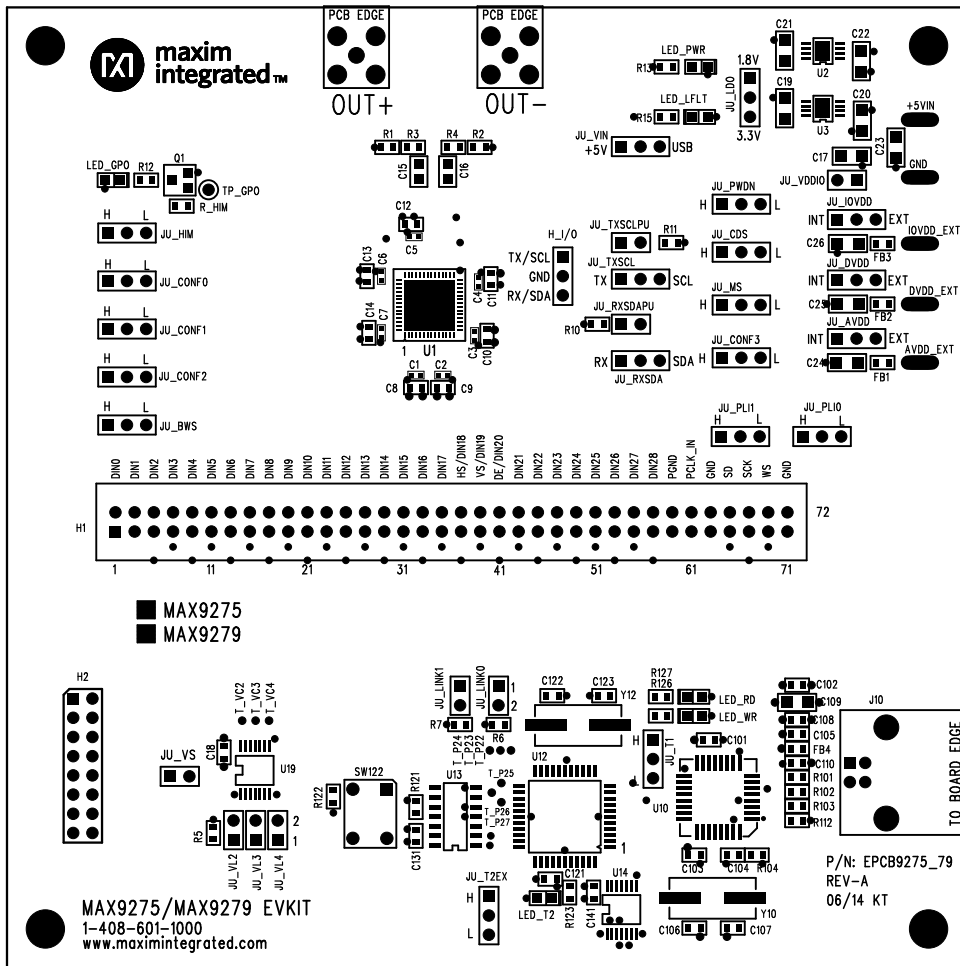 PCB EDGE
PCB EDGE
maxim
integrated™
OUT+
OUT-
LED_PWR
R13
LED_LFLT
R15
JU_VIN
+5V
USB
1.8V
JU_LDO
3.3V
C21
U2
C22
C19
U3
C20
+5VIN
C17
C23
GND
JU_VDDIO
R1
R3
R4
R2
C15
C16
LED_GPO
R12
Q1
TP_GPO
R_HIM
H
L
JU_HIM
H
L
JU_CONF0
H
L
JU_CONF1
H
L
JU_CONF2
H
L
JU_BWS
C12
C5
C13
C6
C14
C7
C4
C11
C3
C10
1
U1
C1
C2
C8
C9
H_I/O
TX/SCL
GND
RX/SDA
JU_TXSCLPU
R11
JU_TXSCL
TX
SCL
JU_RXSDAPU
R10
RX
SDA
JU_RXSDA
JU_PWDN
H
L
JU_CDS
H
L
JU_MS
H
L
JU_CONF3
H
L
JU_IOVDD
INT
EXT
C26
FB3
IOVDD_EXT
JU_DVDD
INT
EXT
C23
FB2
DVDD_EXT
JU_AVDD
INT
EXT
C24
FB1
AVDD_EXT
JU_PLI1
H
L
JU_PLI0
H
L
DIN0
DIN1
DIN2
DIN3
DIN4
DIN5
DIN6
DIN7
DIN8
DIN9
DIN10
DIN11
DIN12
DIN13
DIN14
DIN15
DIN16
DIN17
HS/DIN18
VS/DIN19
DE/DIN20
DIN21
DIN22
DIN23
DIN24
DIN25
DIN26
DIN27
DIN28
PGND
PCLK_IN
GND
SD
SCK
WS
GND
H1
72
1
11
21
31
41
51
61
71
MAX9275
MAX9279
H2
T_VC2
T_VC3
T_VC4
JU_VS
C18
U19
R5
2
1
JU_VL2
JU_VL3
JU_VL4
R122
SW122
R121
C131
U13
JU_LINK1
JU_LINK0
1
2
R7
R6
T_P24
T_P23
T_P22
T_P25
T_P26
T_P27
U12
1
C122
C123
Y12
R127
R126
LED_RD
LED_WR
H
L
JU_T1
C101
U10
C102
C109
C108
C105
FB4
C110
R101
R102
R103
R112
J10
TO BOARD EDGE
C103
C104
R104
Y10
C106
C107
JU_T2EX
H
L
C121
LED_T2
R123
C141
U14
P/N: EPCB9275_79
REV-A
06/14 KT
MAX9275/MAX9279 EVKIT
1-408-601-1000
www.maximintegrated.com